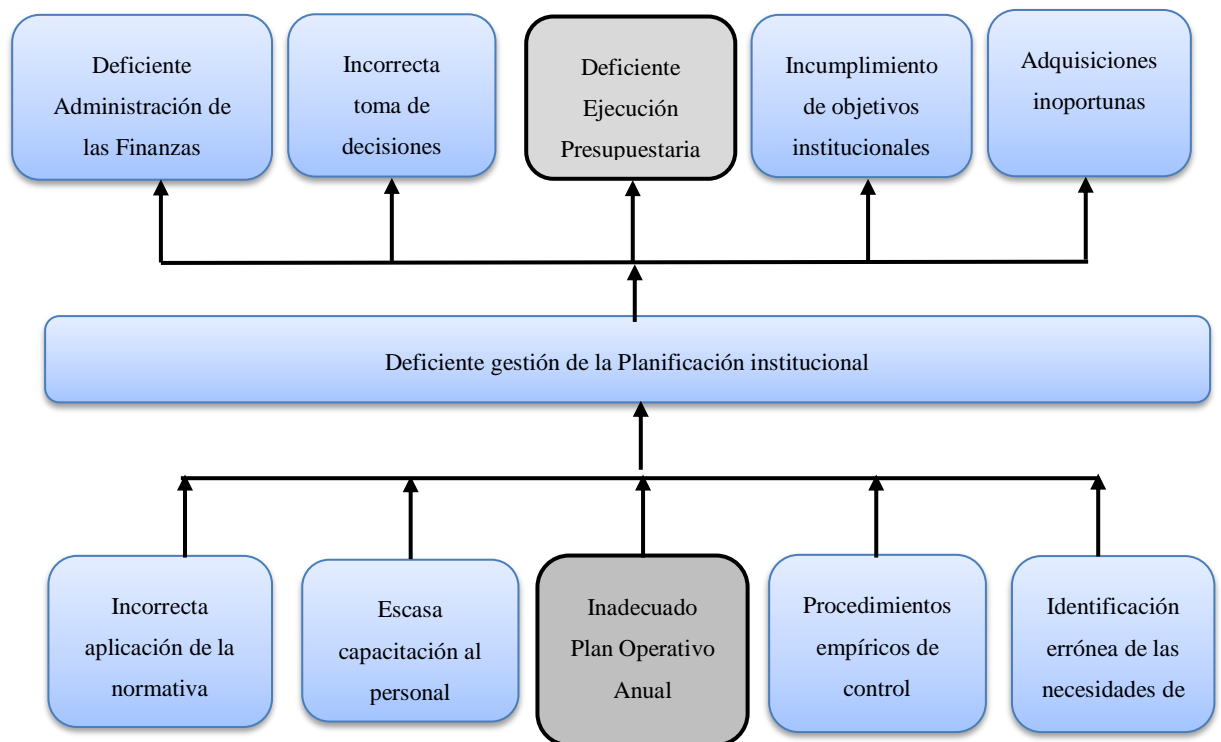 Deficiente
Administración de
las Finanzas
Incorrecta
toma de
decisiones
Deficiente
Ejecución
Presupuestaria
Incumplimiento
de objetivos
institucionales
Adquisiciones
inoportunas
Deficiente gestión de la Planificación institucional
Incorrecta
aplicación de la
normativa
Escasa
capacitación al
personal
Inadecuado
Plan Operativo
Anual
Procedimientos
empíricos de
control
Identificación
errónea de las
necesidades de